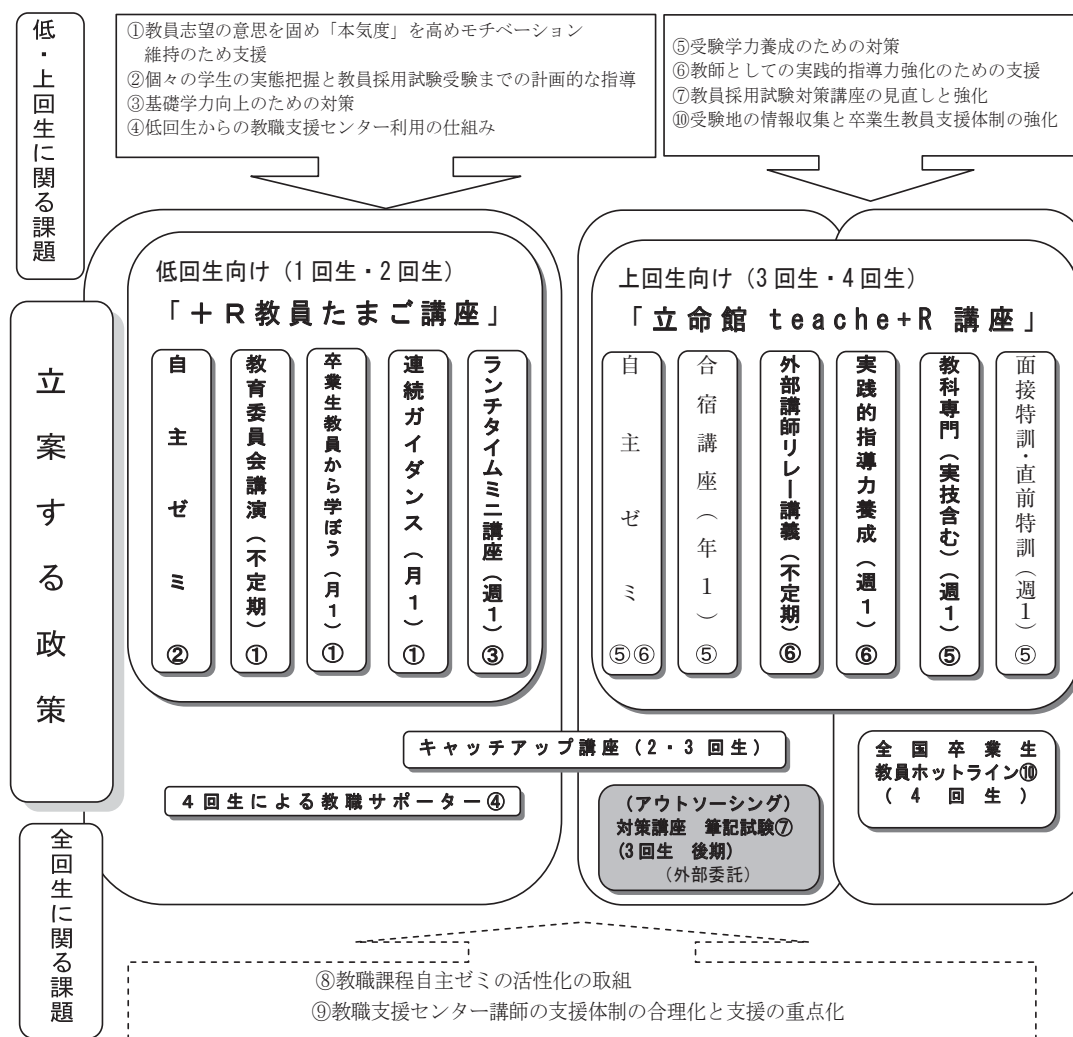 低・上回生に関る課題
①教員志望の意思を固め「本気度」を高めモチベーション
維持のため支援
②個々の学生の実態把握と教員採用試験受験までの計画的な指導
③基礎学力向上のための対策
④低回生からの教職支援センター利用の仕組み
⑤受験学力養成のための対策
⑥教師としての実践的指導力強化のための支援
⑦教員採用試験対策講座の見直しと強化
⑩受験地の情報収集と卒業生教員支援体制の強化
立案する政策
低回生向け（1回生・2回生）
「＋R教員たまご講座」
自主ゼミ ②
教育委員会講演（不定期） ①
卒業生教員から学ぼう（月1） ①
連続ガイダンス（月1） ①
ランチタイムミニ講座（週1） ③
上回生向け（3回生・4回生）
「立命館 teache+R 講座」
自主ゼミ ⑤⑥
合宿講座（年1） ⑤
外部講師リレー講義（不定期） ⑥
実践的指導力養成（週1） ⑥
教科専門（実技含む）（週1） ⑤
面接特訓・直前特訓（週1） ⑤
キャッチアップ講座（2・3回生）
4回生による教職サポーター④
（アウトソーシング）
対策講座 筆記試験⑦
(3回生 後期)
（外部委託）
全国卒業生
教員ホットライン⑩
（4回生）
全回生に関る課題
⑧教職課程自主ゼミの活性化の取組
⑨教職支援センター講師の支援体制の合理化と支援の重点化